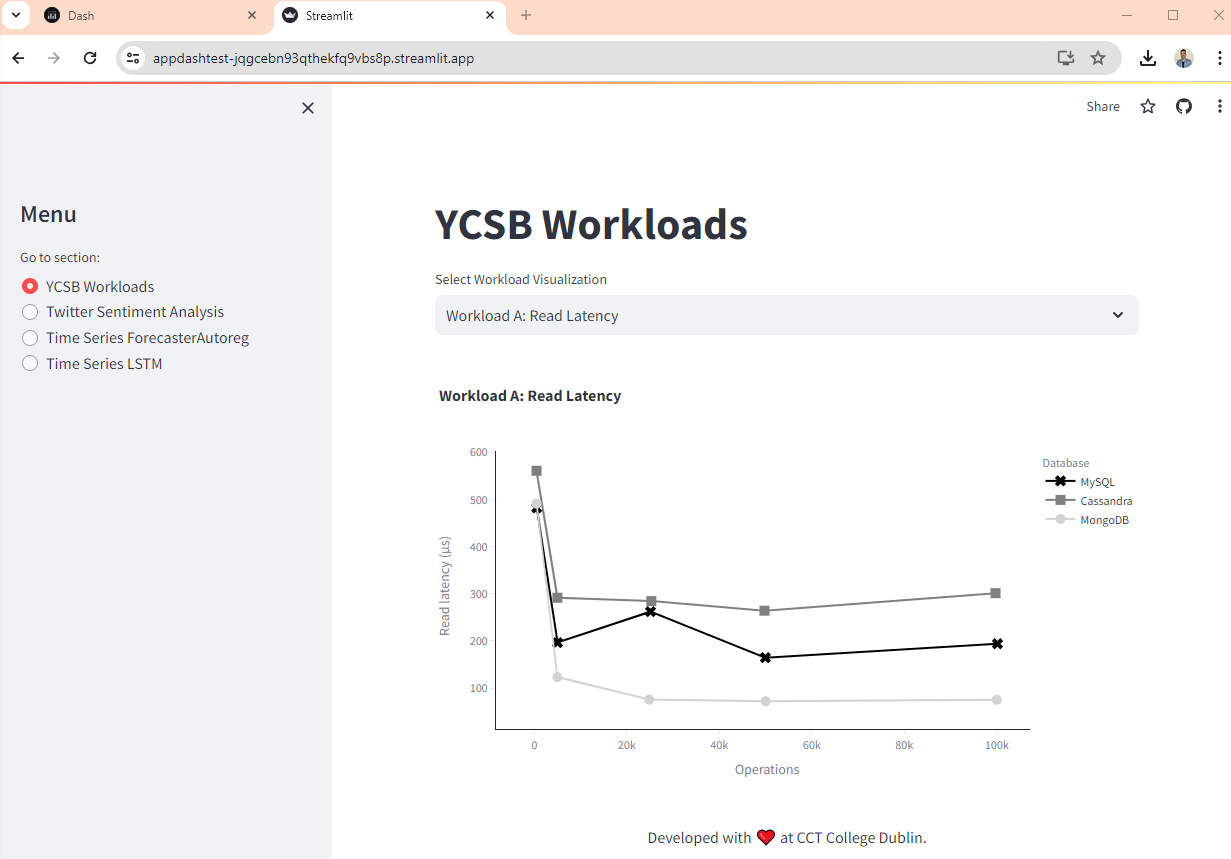 Dash
Streamlit
appdashtest-jqgcebn93qthekfq9vbs8p.streamlit.app
Share
Menu
Go to section:
YCSB Workloads
Twitter Sentiment Analysis
Time Series ForecasterAutoreg
Time Series LSTM
YCSB Workloads
Select Workload Visualization
Workload A: Read Latency
Workload A: Read Latency
600
500
400
300
200
100
Read latency (µs)
0 20k 40k 60k 80k 100k
Operations
Database
MySQL
Cassandra
MongoDB
Developed with ❤️ at CCT College Dublin.